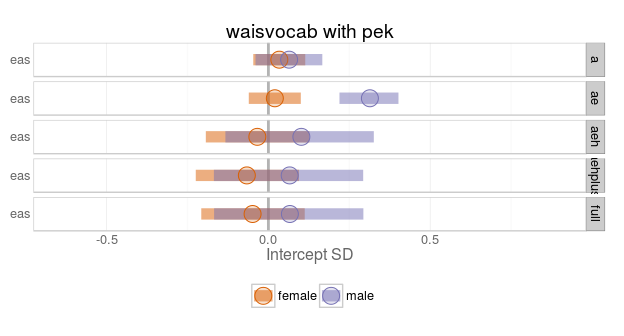 waisvocab with pek
eas
a
eas
ae
eas
aeh
eas
ehplus
eas
full
-0.5 0.0 0.5
Intercept SD
female male